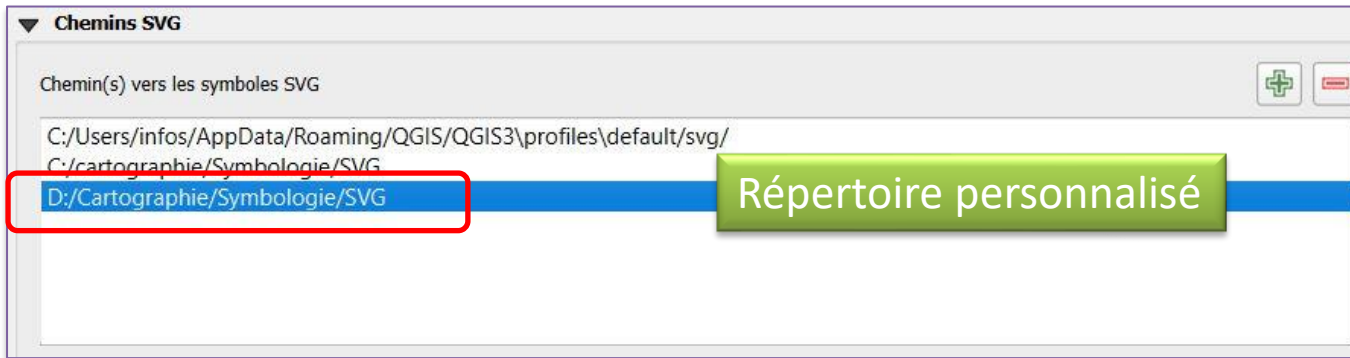 Chemins SVG
Chemin(s) vers les symboles SVG
C:/Users/infos/AppData/Roaming/QGIS/QGIS3\profiles\default/svg/
C:/cartographie/Symbologie/SVG
D:/Cartographie/Symbologie/SVG
Répertoire personnalisé